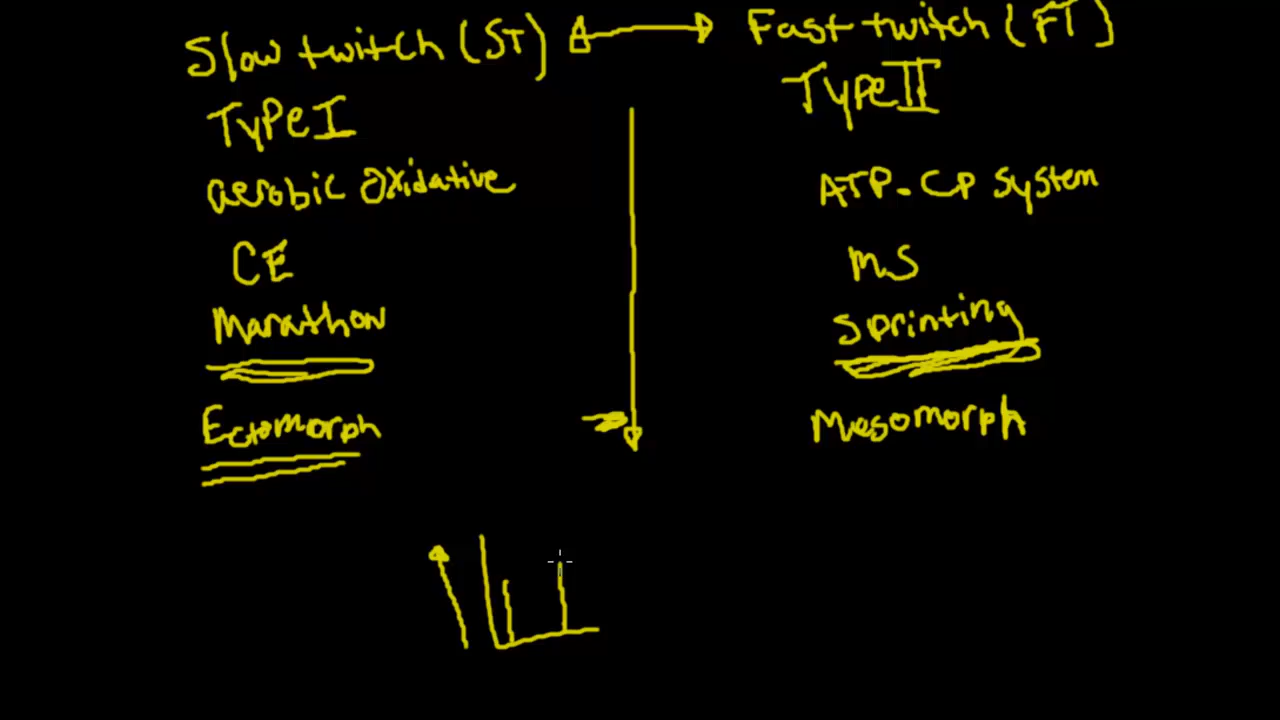 Slow twitch (ST)
Type I
aerobic oxidative
CE
Marathon
Ectomorph
Fast twitch (FT)
Type II
ATP-CP system
MS
Sprinting
Mesomorph